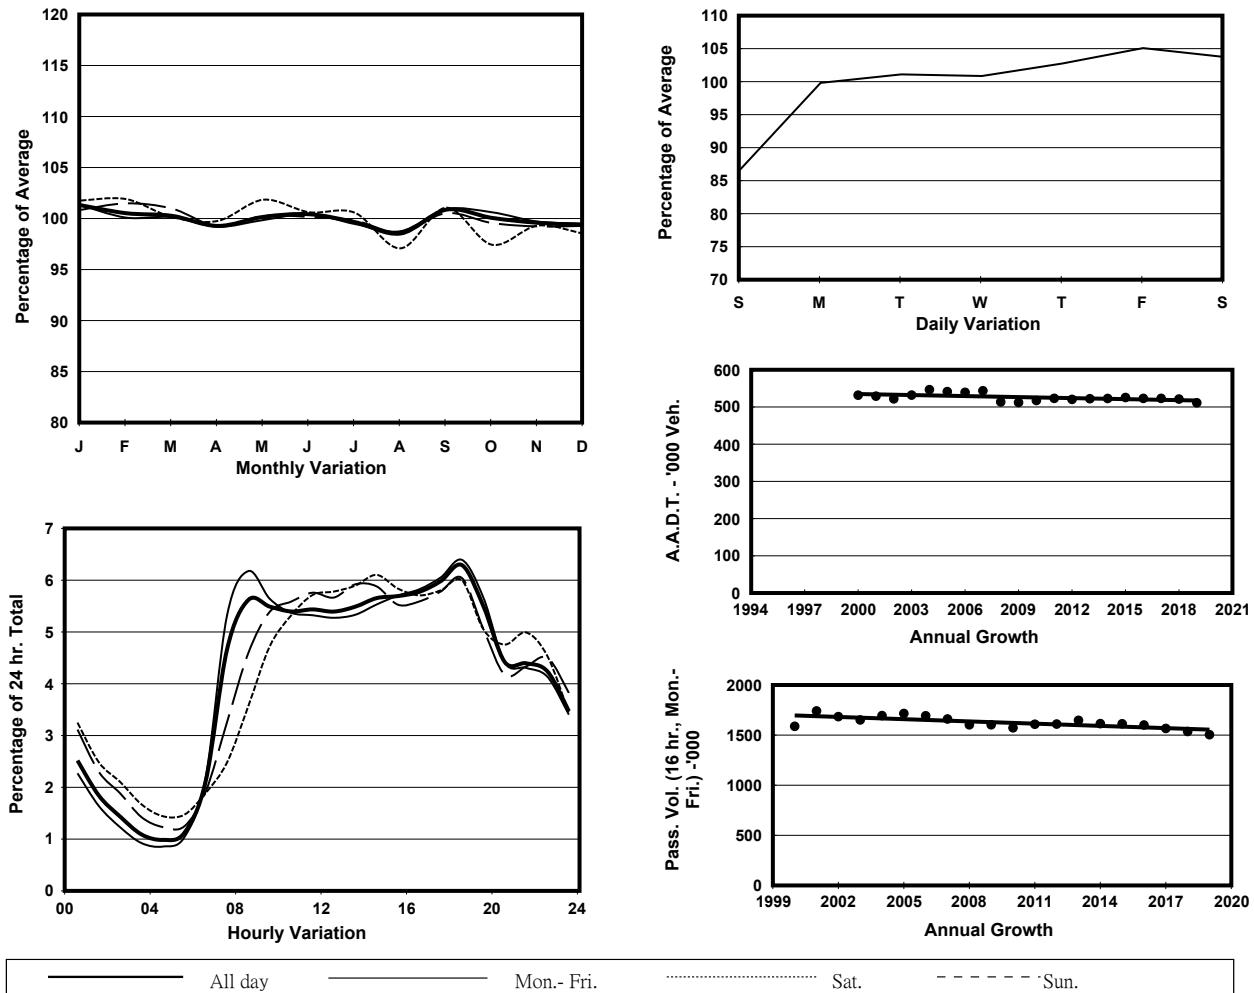 120
115
110
105
100
95
90
85
80
Percentage of Average
J F M A M J J A S O N D
Monthly Variation
110
105
100
95
90
85
80
75
70
Percentage of Average
S M T W T F S
Daily Variation
600
500
400
300
200
100
0
A.A.D.T. - '000 Veh.
1994 1997 2000 2003 2006 2009 2012 2015 2018 2021
Annual Growth
7
6
5
4
3
2
1
0
Percentage of 24 hr. Total
00 04 08 12 16 20 24
Hourly Variation
2000
1500
1000
500
0
Pass. Vol. (16 hr., Mon.-
Fri.) -'000
1999 2002 2005 2008 2011 2014 2017 2020
Annual Growth
All day Mon.- Fri. Sat. Sun.